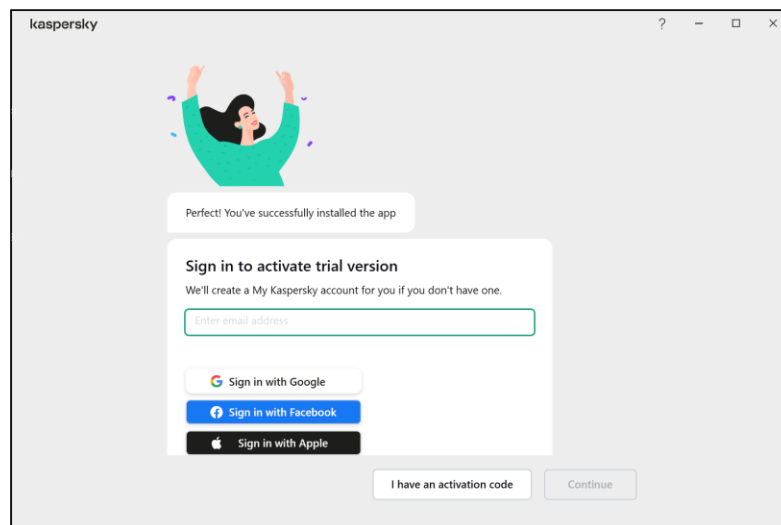 kaspersky
?
Perfect! You've successfully installed the app
Sign in to activate trial version
We'll create a My Kaspersky account for you if you don't have one.
Enter email address
Sign in with Google
Sign in with Facebook
Sign in with Apple
I have an activation code
Continue